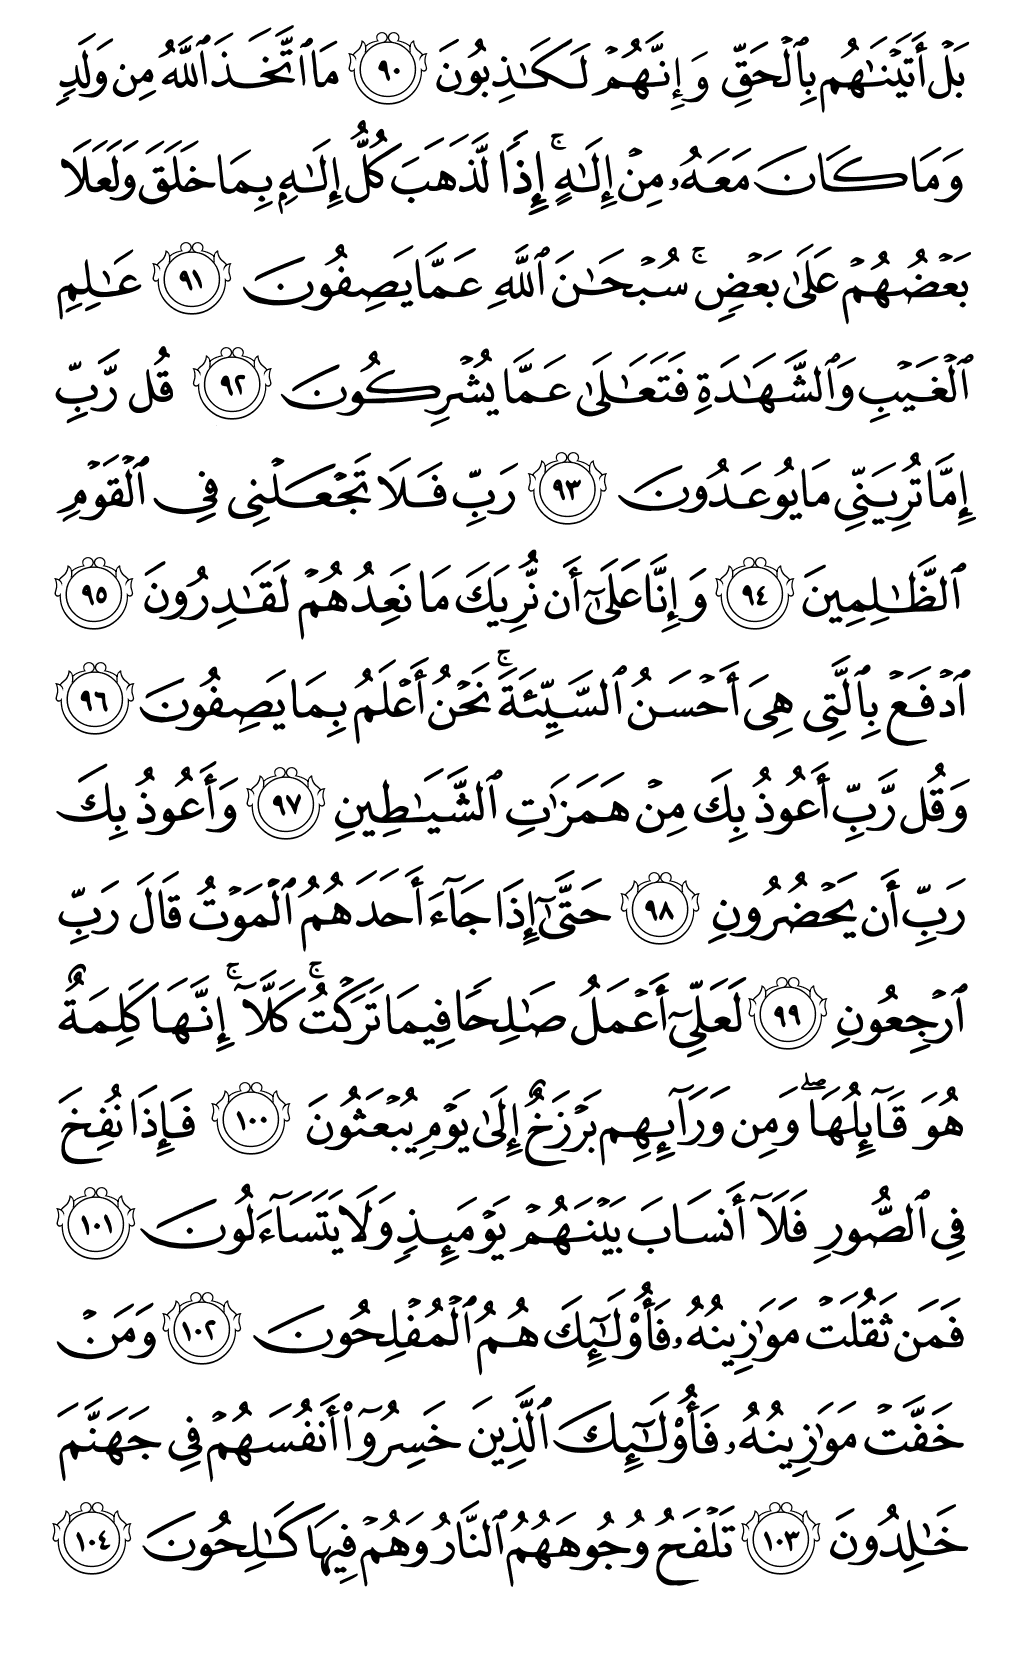 بَلۡ أَتَيۡنَٰهُم بِٱلۡحَقِّ وَإِنَّهُمۡ لَكَٰذِبُونَ ٩٠ مَا ٱتَّخَذَ ٱللَّهُ مِن وَلَدٖ
وَمَا كَانَ مَعَهُۥ مِنۡ إِلَٰهٍۚ إِذٗا لَّذَهَبَ كُلُّ إِلَٰهِۭ بِمَا خَلَقَ وَلَعَلَا
بَعۡضُهُمۡ عَلَىٰ بَعۡضٖۚ سُبۡحَٰنَ ٱللَّهِ عَمَّا يَصِفُونَ ٩١ عَٰلِمِ
ٱلۡغَيۡبِ وَٱلشَّهَٰدَةِ فَتَعَٰلَىٰ عَمَّا يُشۡرِكُونَ ٩٢ قُل رَّبِّ
إِمَّا تُرِيَنِّي مَا يُوعَدُونَ ٩٣ رَبِّ فَلَا تَجۡعَلۡنِي فِي ٱلۡقَوۡمِ
ٱلظَّٰلِمِينَ ٩٤ وَإِنَّا عَلَىٰٓ أَن نُّرِيَكَ مَا نَعِدُهُمۡ لَقَٰدِرُونَ ٩٥
ٱدۡفَعۡ بِٱلَّتِي هِيَ أَحۡسَنُ ٱلسَّيِّئَةَۚ نَحۡنُ أَعۡلَمُ بِمَا يَصِفُونَ ٩٦
وَقُل رَّبِّ أَعُوذُ بِكَ مِنۡ هَمَزَٰتِ ٱلشَّيَٰطِينِ ٩٧ وَأَعُوذُ بِكَ
رَبِّ أَن يَحۡضُرُونِ ٩٨ حَتَّىٰٓ إِذَا جَآءَ أَحَدَهُمُ ٱلۡمَوۡتُ قَالَ رَبِّ
ٱرۡجِعُونِ ٩٩ لَعَلِّيٓ أَعۡمَلُ صَٰلِحٗا فِيمَا تَرَكۡتُۚ كَلَّآۚ إِنَّهَا كَلِمَةٌ
هُوَ قَآئِلُهَاۖ وَمِن وَرَآئِهِم بَرۡزَخٌ إِلَىٰ يَوۡمِ يُبۡعَثُونَ ١٠٠ فَإِذَا نُفِخَ
فِي ٱلصُّورِ فَلَآ أَنسَابَ بَيۡنَهُمۡ يَوۡمَئِذٖ وَلَا يَتَسَآءَلُونَ ١٠١
فَمَن ثَقُلَتۡ مَوَٰزِينُهُۥ فَأُوْلَٰٓئِكَ هُمُ ٱلۡمُفۡلِحُونَ ١٠٢ وَمَنۡ
خَفَّتۡ مَوَٰزِينُهُۥ فَأُوْلَٰٓئِكَ ٱلَّذِينَ خَسِرُوٓاْ أَنفُسَهُمۡ فِي جَهَنَّمَ
خَٰلِدُونَ ١٠٣ تَلۡفَحُ وُجُوهَهُمُ ٱلنَّارُ وَهُمۡ فِيهَا كَٰلِحُونَ ١٠٤